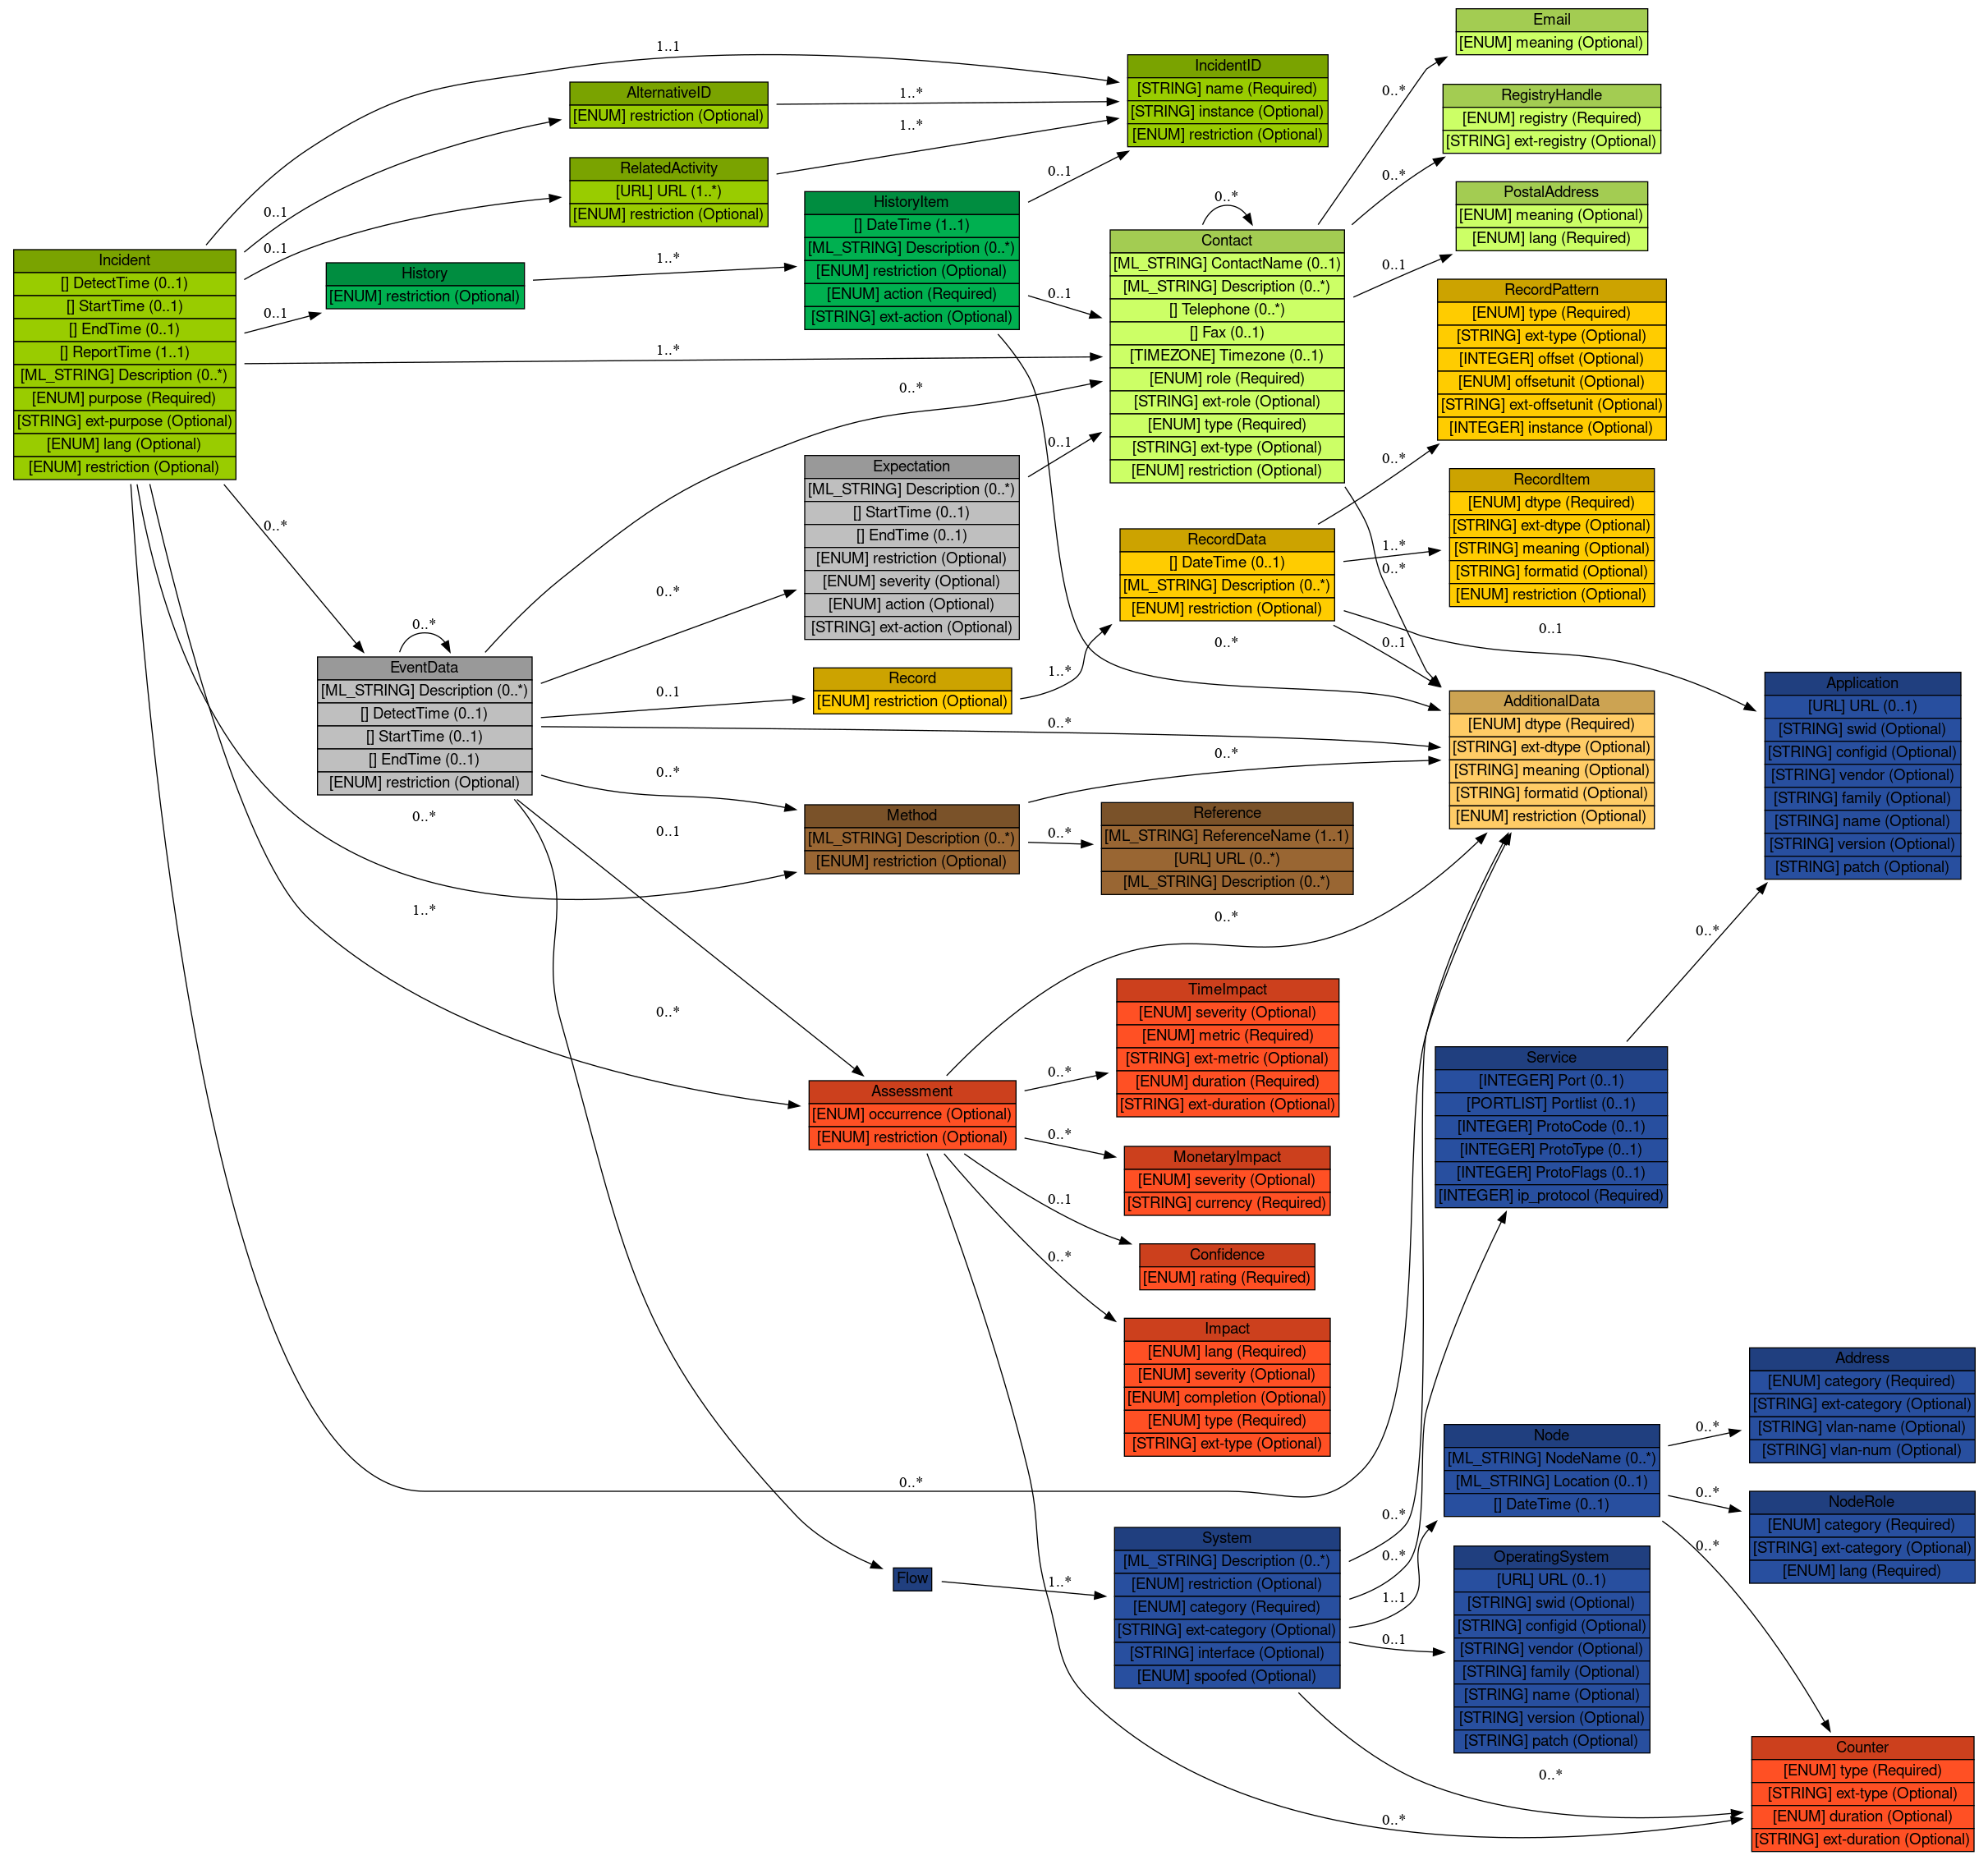 Incident
[] DetectTime (0..1)
[] StartTime (0..1)
[] EndTime (0..1)
[] ReportTime (1..1)
[ML_STRING] Description (0..*)
[ENUM] purpose (Required)
[STRING] ext-purpose (Optional)
[ENUM] lang (Optional)
[ENUM] restriction (Optional)
1..1
0..1
0..1
0..1
1..*
0..*
0..*
1..*
0..*
AlternativeID
[ENUM] restriction (Optional)
1..*
RelatedActivity
[URL] URL (1..*)
[ENUM] restriction (Optional)
1..*
History
[ENUM] restriction (Optional)
1..*
HistoryItem
[] DateTime (1..1)
[ML_STRING] Description (0..*)
[ENUM] restriction (Optional)
[ENUM] action (Required)
[STRING] ext-action (Optional)
0..1
0..1
0..*
IncidentID
[STRING] name (Required)
[STRING] instance (Optional)
[ENUM] restriction (Optional)
Contact
[ML_STRING] ContactName (0..1)
[ML_STRING] Description (0..*)
[] Telephone (0..*)
[] Fax (0..1)
[TIMEZONE] Timezone (0..1)
[ENUM] role (Required)
[STRING] ext-role (Optional)
[ENUM] type (Required)
[STRING] ext-type (Optional)
[ENUM] restriction (Optional)
0..*
0..*
0..*
0..1
0..*
Email
[ENUM] meaning (Optional)
RegistryHandle
[ENUM] registry (Required)
[STRING] ext-registry (Optional)
PostalAddress
[ENUM] meaning (Optional)
[ENUM] lang (Required)
RecordPattern
[ENUM] type (Required)
[STRING] ext-type (Optional)
[INTEGER] offset (Optional)
[ENUM] offsetunit (Optional)
[STRING] ext-offsetunit (Optional)
[INTEGER] instance (Optional)
RecordItem
[ENUM] dtype (Required)
[STRING] ext-dtype (Optional)
[STRING] meaning (Optional)
[STRING] formatid (Optional)
[ENUM] restriction (Optional)
EventData
[ML_STRING] Description (0..*)
[] DetectTime (0..1)
[] StartTime (0..1)
[] EndTime (0..1)
[ENUM] restriction (Optional)
0..*
0..*
0..*
0..1
0..*
0..*
0..1
0..*
Expectation
[ML_STRING] Description (0..*)
[] StartTime (0..1)
[] EndTime (0..1)
[ENUM] restriction (Optional)
[ENUM] severity (Optional)
[ENUM] action (Optional)
[STRING] ext-action (Optional)
0..1
Record
[ENUM] restriction (Optional)
1..*
RecordData
[] DateTime (0..1)
[ML_STRING] Description (0..*)
[ENUM] restriction (Optional)
0..*
1..*
0..1
0..1
Method
[ML_STRING] Description (0..*)
[ENUM] restriction (Optional)
0..*
0..*
Reference
[ML_STRING] ReferenceName (1..1)
[URL] URL (0..*)
[ML_STRING] Description (0..*)
AdditionalData
[ENUM] dtype (Required)
[STRING] ext-dtype (Optional)
[STRING] meaning (Optional)
[STRING] formatid (Optional)
[ENUM] restriction (Optional)
Application
[URL] URL (0..1)
[STRING] swid (Optional)
[STRING] configid (Optional)
[STRING] vendor (Optional)
[STRING] family (Optional)
[STRING] name (Optional)
[STRING] version (Optional)
[STRING] patch (Optional)
Assessment
[ENUM] occurrence (Optional)
[ENUM] restriction (Optional)
0..*
0..*
0..*
0..1
0..*
0..*
TimeImpact
[ENUM] severity (Optional)
[ENUM] metric (Required)
[STRING] ext-metric (Optional)
[ENUM] duration (Required)
[STRING] ext-duration (Optional)
MonetaryImpact
[ENUM] severity (Optional)
[STRING] currency (Required)
Confidence
[ENUM] rating (Required)
Impact
[ENUM] lang (Required)
[ENUM] severity (Optional)
[ENUM] completion (Optional)
[ENUM] type (Required)
[STRING] ext-type (Optional)
Service
[INTEGER] Port (0..1)
[PORTLIST] Portlist (0..1)
[INTEGER] ProtoCode (0..1)
[INTEGER] ProtoType (0..1)
[INTEGER] ProtoFlags (0..1)
[INTEGER] ip_protocol (Required)
0..*
Flow
1..*
System
[ML_STRING] Description (0..*)
[ENUM] restriction (Optional)
[ENUM] category (Required)
[STRING] ext-category (Optional)
[STRING] interface (Optional)
[ENUM] spoofed (Optional)
0..*
0..*
1..1
0..1
0..*
Node
[ML_STRING] NodeName (0..*)
[ML_STRING] Location (0..1)
[] DateTime (0..1)
0..*
0..*
0..*
Address
[ENUM] category (Required)
[STRING] ext-category (Optional)
[STRING] vlan-name (Optional)
[STRING] vlan-num (Optional)
NodeRole
[ENUM] category (Required)
[STRING] ext-category (Optional)
[ENUM] lang (Required)
OperatingSystem
[URL] URL (0..1)
[STRING] swid (Optional)
[STRING] configid (Optional)
[STRING] vendor (Optional)
[STRING] family (Optional)
[STRING] name (Optional)
[STRING] version (Optional)
[STRING] patch (Optional)
Counter
[ENUM] type (Required)
[STRING] ext-type (Optional)
[ENUM] duration (Optional)
[STRING] ext-duration (Optional)